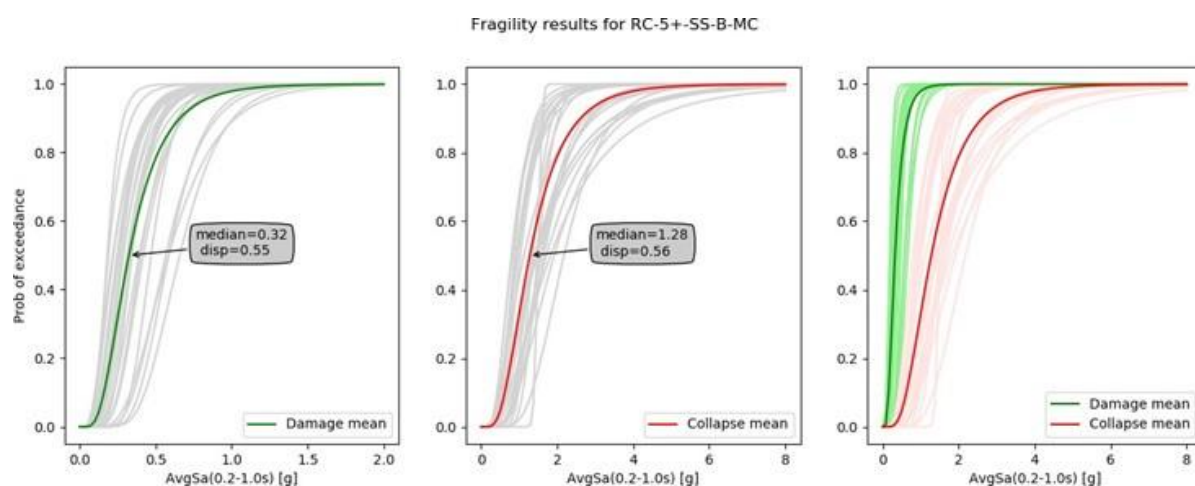 Fragility results for RC-5+-SS-B-MC
Prob of exceedance
1.0
0.8
0.6
0.4
0.2
0.0
median=0.32
disp=0.55
Damage mean
0.0 0.5 1.0 1.5 2.0
AvgSa(0.2-1.0s) [g]
1.0
0.8
0.6
0.4
0.2
0.0
median=1.28
disp=0.56
Collapse mean
0 2 4 6 8
AvgSa(0.2-1.0s) [g]
1.0
0.8
0.6
0.4
0.2
0.0
Damage mean
Collapse mean
0 2 4 6 8
AvgSa(0.2-1.0s) [g]